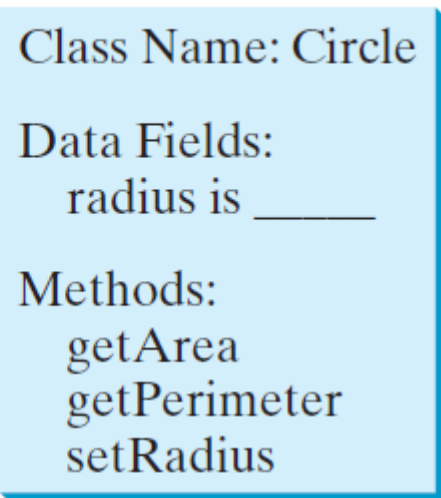 Class Name: Circle
Data Fields:
radius is _____
Methods:
getArea
getPerimeter
setRadius